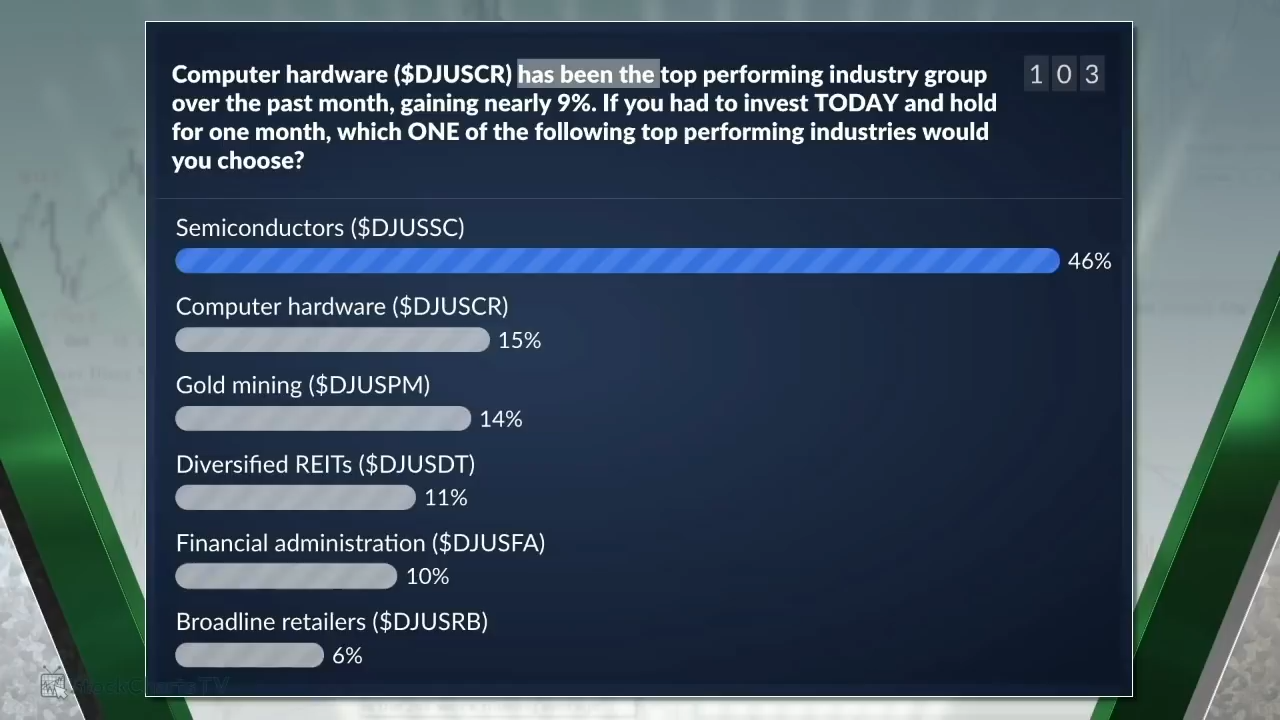 Computer hardware ($DJUSCR) has been the top performing industry group
over the past month, gaining nearly 9%. If you had to invest TODAY and hold
for one month, which ONE of the following top performing industries would
you choose?
103
Semiconductors ($DJUSSC)
46%
Computer hardware ($DJUSCR)
15%
Gold mining ($DJUSPM)
14%
Diversified REITs ($DJUSDT)
11%
Financial administration ($DJUSFA)
10%
Broadline retailers ($DJUSRB)
6%